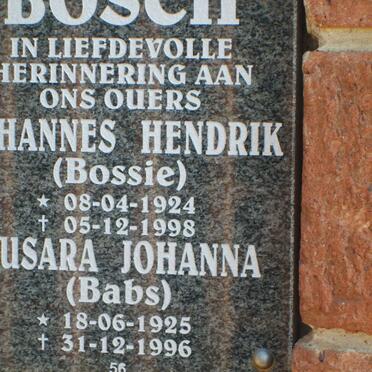 BOSCH
IN LIEFDEVOLLE
HERINNERING AAN
ONS OUERS
HANNES HENDRIK
(Bossie)
★ 08-04-1924
† 05-12-1998
USARA JOHANNA
(Babs)
★ 18-06-1925
† 31-12-1996
56